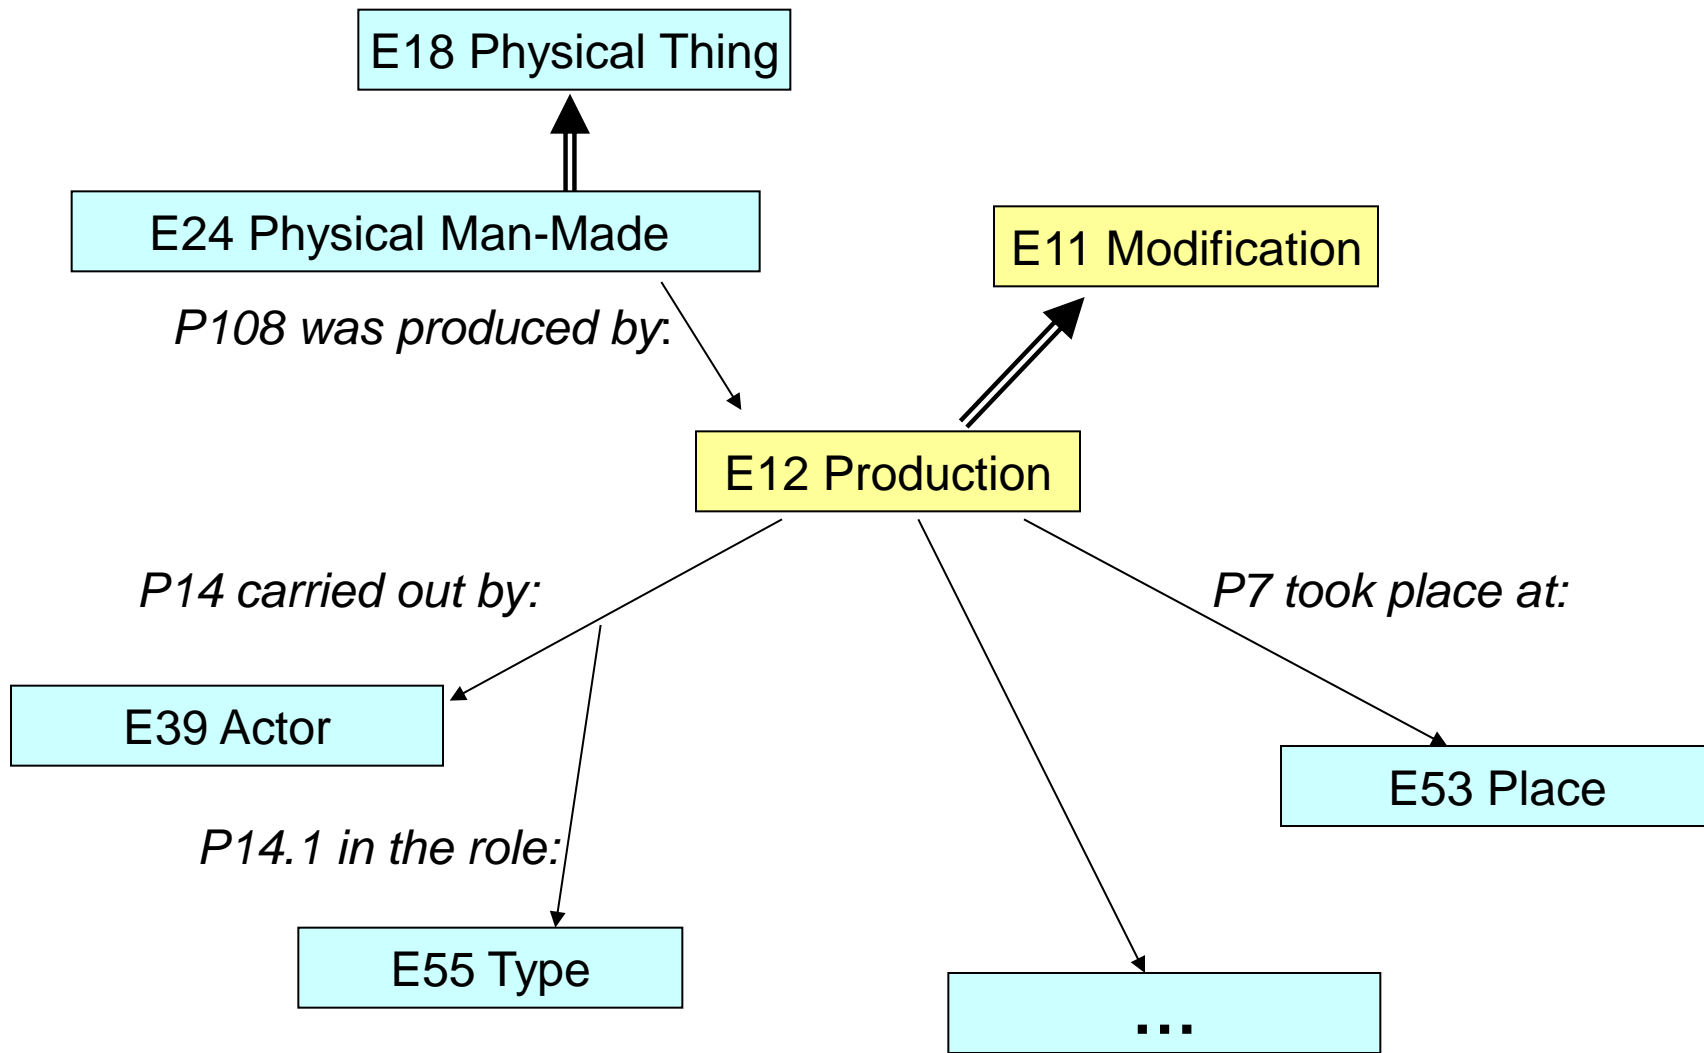 E18 Physical Thing
E24 Physical Man-Made
E11 Modification
P108 was produced by:
E12 Production
P14 carried out by:
P7 took place at:
E39 Actor
E53 Place
P14.1 in the role:
E55 Type
...